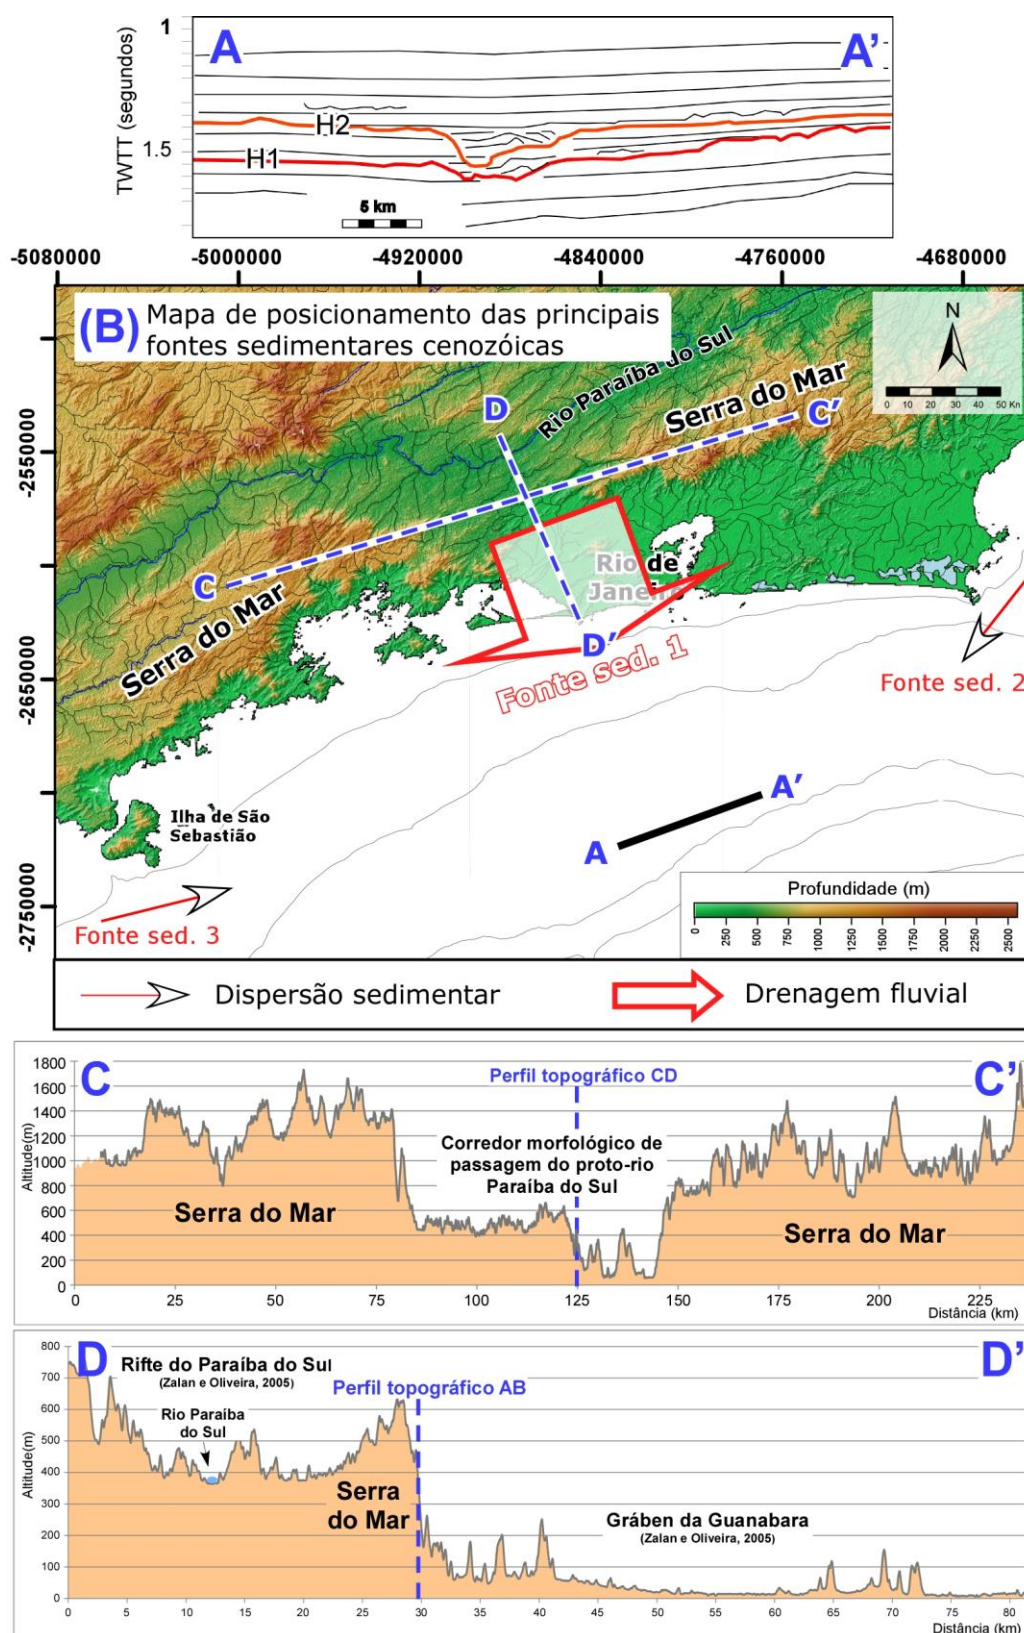 A
A'
1
1.5
TWTT (segundos)
H2
H1
5 km
-5080000
-5000000
-4920000
-4840000
-4760000
-4680000
(B) Mapa de posicionamento das principais
fontes sedimentares cenozóicas
N
0 10 20 30 40 50 Kn
-2550000
-2650000
-2750000
Rio Paraíba do Sul
Serra do Mar
D
C'
C
Serra do Mar
Rio de
Janeiro
D'
Fonte sed. 1
Fonte sed. 2
A'
A
Ilha de São
Sebastião
Fonte sed. 3
Profundidade (m)
0 250 500 750 1000 1250 1500 1750 2000 2250 2500
Dispersão sedimentar
Drenagem fluvial
C
C'
Perfil topográfico CD
Corredor morfológico de
passagem do proto-rio
Paraíba do Sul
Serra do Mar
Serra do Mar
Altitude(m)
1800
1600
1400
1200
1000
800
600
400
200
0
0 25 50 75 100 125 150 175 200 225
Distância (km)
D
D'
Rifte do Paraíba do Sul
(Zalan e Oliveira, 2005)
Perfil topográfico AB
Rio Paraíba
do Sul
Serra
do Mar
Gráben da Guanabara
(Zalan e Oliveira, 2005)
Altitude(m)
800
700
600
500
400
300
200
100
0
0 5 10 15 20 25 30 35 40 45 50 55 60 65 70 75 80
Distância (km)